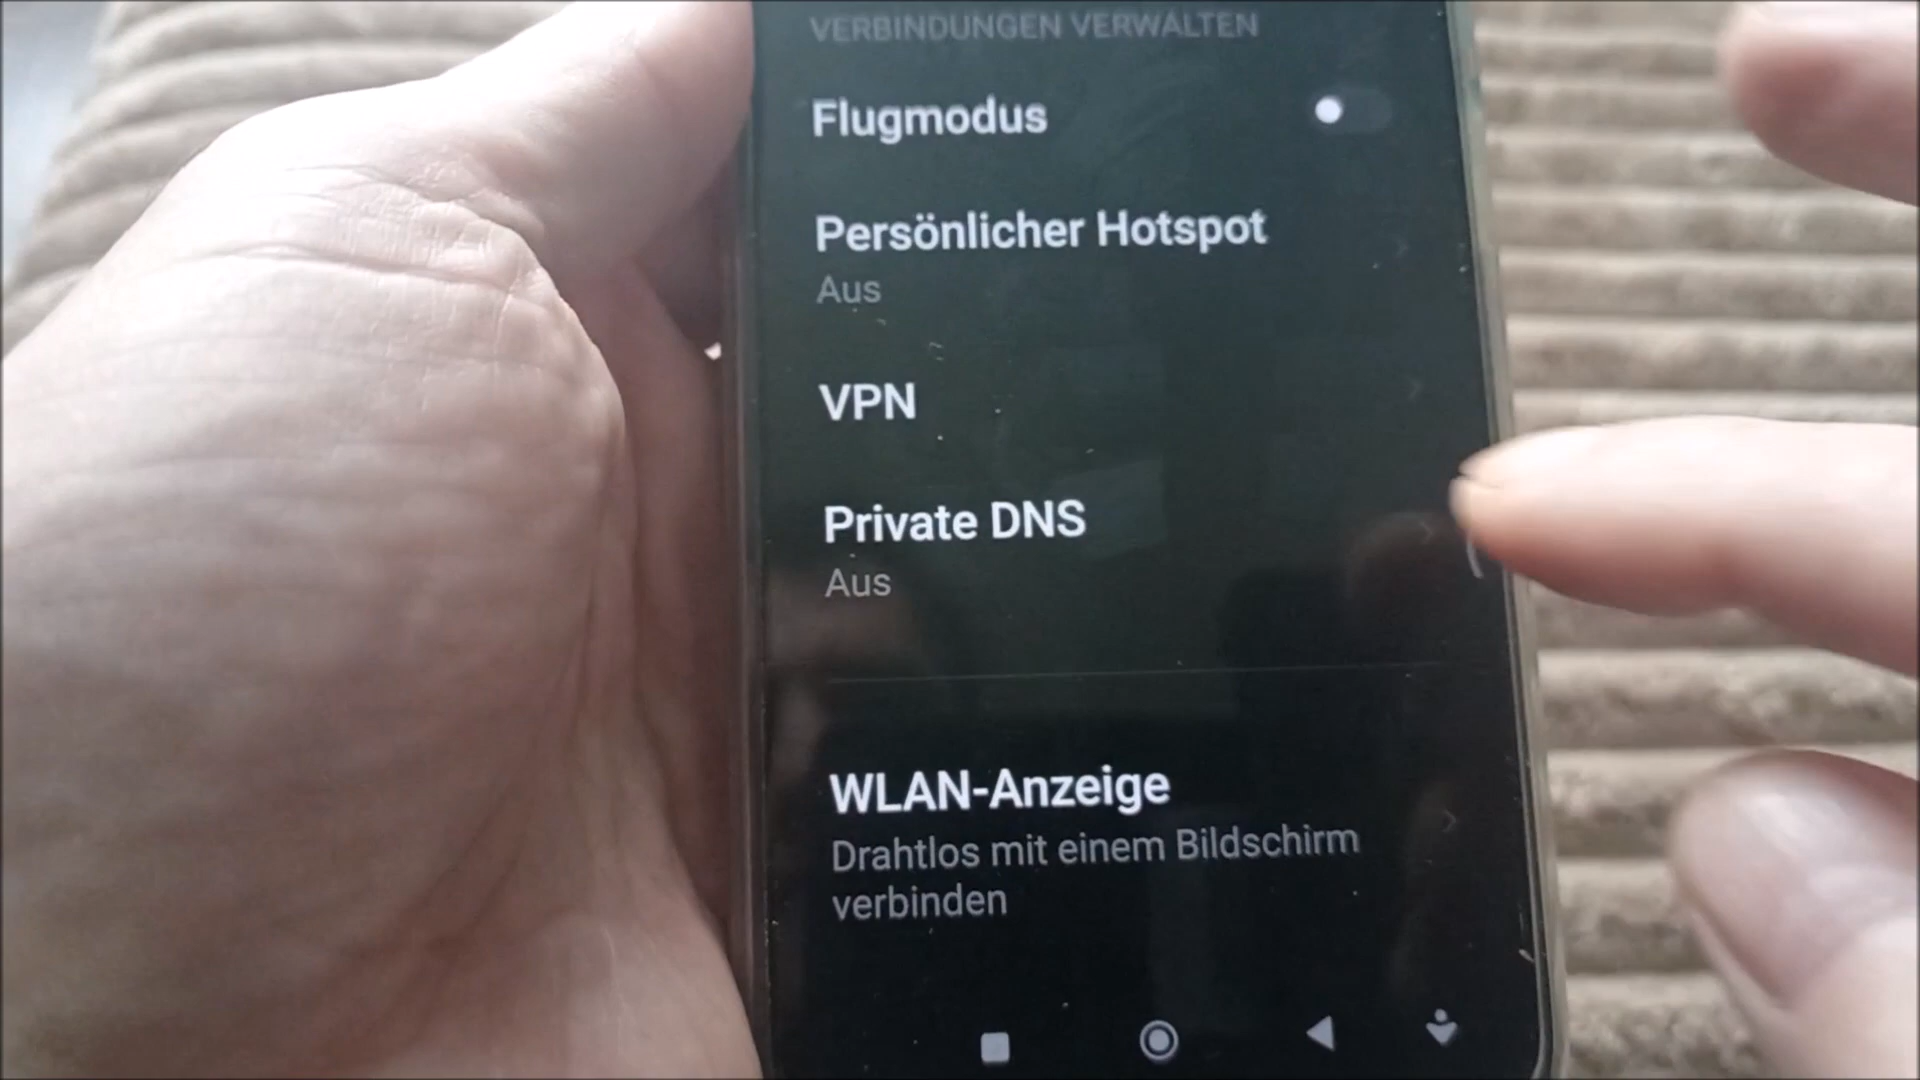 VERBINDUNGEN VERWALTEN
Flugmodus
Persönlicher Hotspot
Aus
VPN
Private DNS
Aus
WLAN-Anzeige
Drahtlos mit einem Bildschirm
verbinden